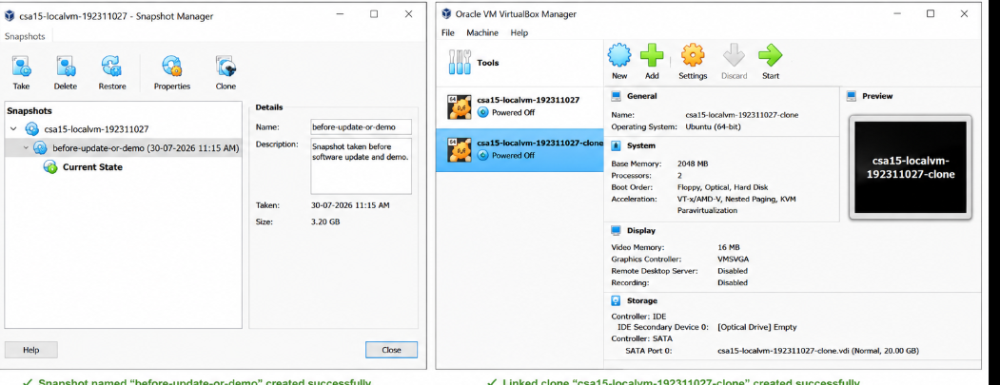 csa15-localvm-192311027 - Snapshot Manager
Snapshots
Take Delete Restore Properties Clone
Snapshots
csa15-localvm-192311027
before-update-or-demo (30-07-2026 11:15 AM)
Current State
Details
Name: before-update-or-demo
Description: Snapshot taken before
software update and demo.
Taken: 30-07-2026 11:15 AM
Size: 3.20 GB
Help Close
✓ Snapshot named "before-update-or-demo" created successfully
Oracle VM VirtualBox Manager
File Machine Help
Tools
New Add Settings Discard Start
64 csa15-localvm-192311027
Powered Off
64 csa15-localvm-192311027-clone
Powered Off
General
Name: csa15-localvm-192311027-clone
Operating System: Ubuntu (64-bit)
System
Base Memory: 2048 MB
Processors: 2
Boot Order: Floppy, Optical, Hard Disk
Acceleration: VT-x/AMD-V, Nested Paging, KVM
Paravirtualization
Display
Video Memory: 16 MB
Graphics Controller: VMSVGA
Remote Desktop Server: Disabled
Recording: Disabled
Storage
Controller: IDE
IDE Secondary Device 0: [Optical Drive] Empty
Controller: SATA
SATA Port 0: csa15-localvm-192311027-clone.vdi (Normal, 20.00 GB)
Preview
csa15-localvm-
192311027-clone
✓ Linked clone "csa15-localvm-192311027-clone" created successfully